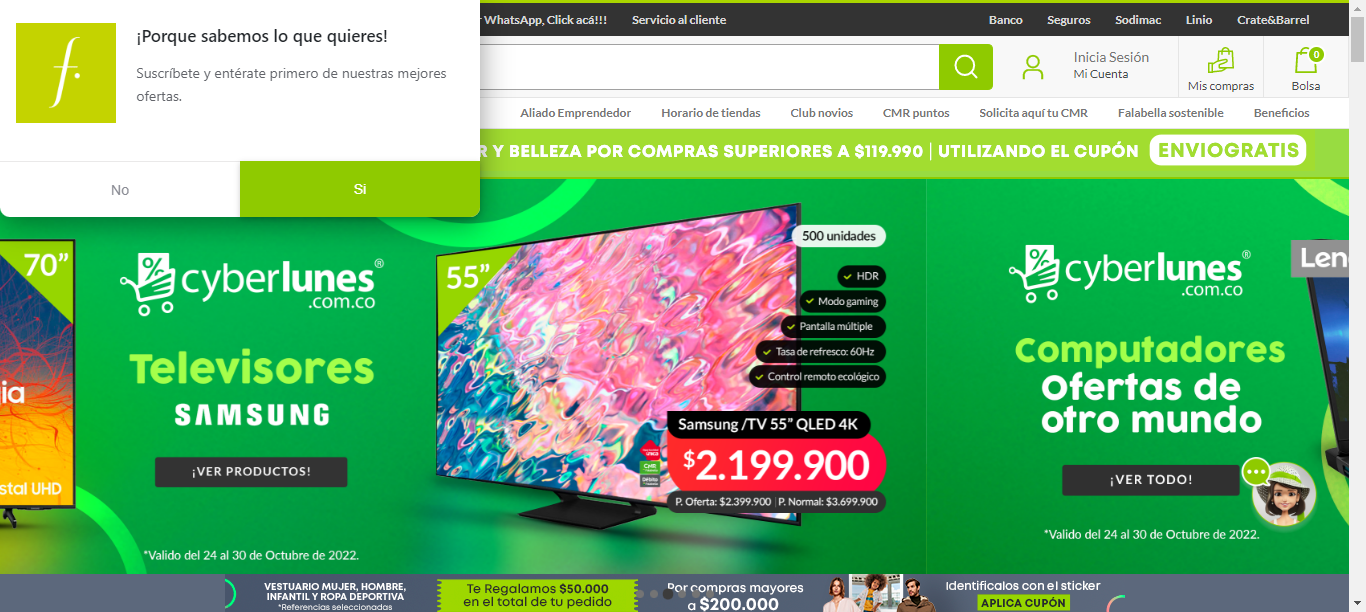 WhatsApp, Click acá!!!
Servicio al cliente
Banco
Seguros
Sodimac
Linio
Crate&Barrel
f.
¡Porque sabemos lo que quieres!
Suscríbete y entérate primero de nuestras mejores
ofertas.
No
Si
Inicia Sesión
Mi Cuenta
Mis compras
0
Bolsa
Aliado Emprendedor
Horario de tiendas
Club novios
CMR puntos
Solicita aquí tu CMR
Falabella sostenible
Beneficios
R Y BELLEZA POR COMPRAS SUPERIORES A $119.990 | UTILIZANDO EL CUPÓN ENVIOGRATIS
70”
ia
stal UHD
% cyberlunes®
.com.co
Televisores
SAMSUNG
¡VER PRODUCTOS!
*Valido del 24 al 30 de Octubre de 2022.
55”
500 unidades
HDR
Modo gaming
Pantalla múltiple
Tasa de refresco: 60Hz
Control remoto ecológico
Samsung /TV 55” QLED 4K
$2.199.900
P. Oferta: $2.399.900 | P. Normal: $3.699.900
% cyberlunes®
.com.co
Computadores
Ofertas de
otro mundo
¡VER TODO!
*Valido del 24 al 30 de Octubre de 2022.
Len
VESTUARIO MUJER, HOMBRE,
INFANTIL Y ROPA DEPORTIVA
*Referencias seleccionadas
Te Regalamos $50.000
en el total de tu pedido
Por compras mayores
a $200.000
Identificalos con el sticker
APLICA CUPÓN